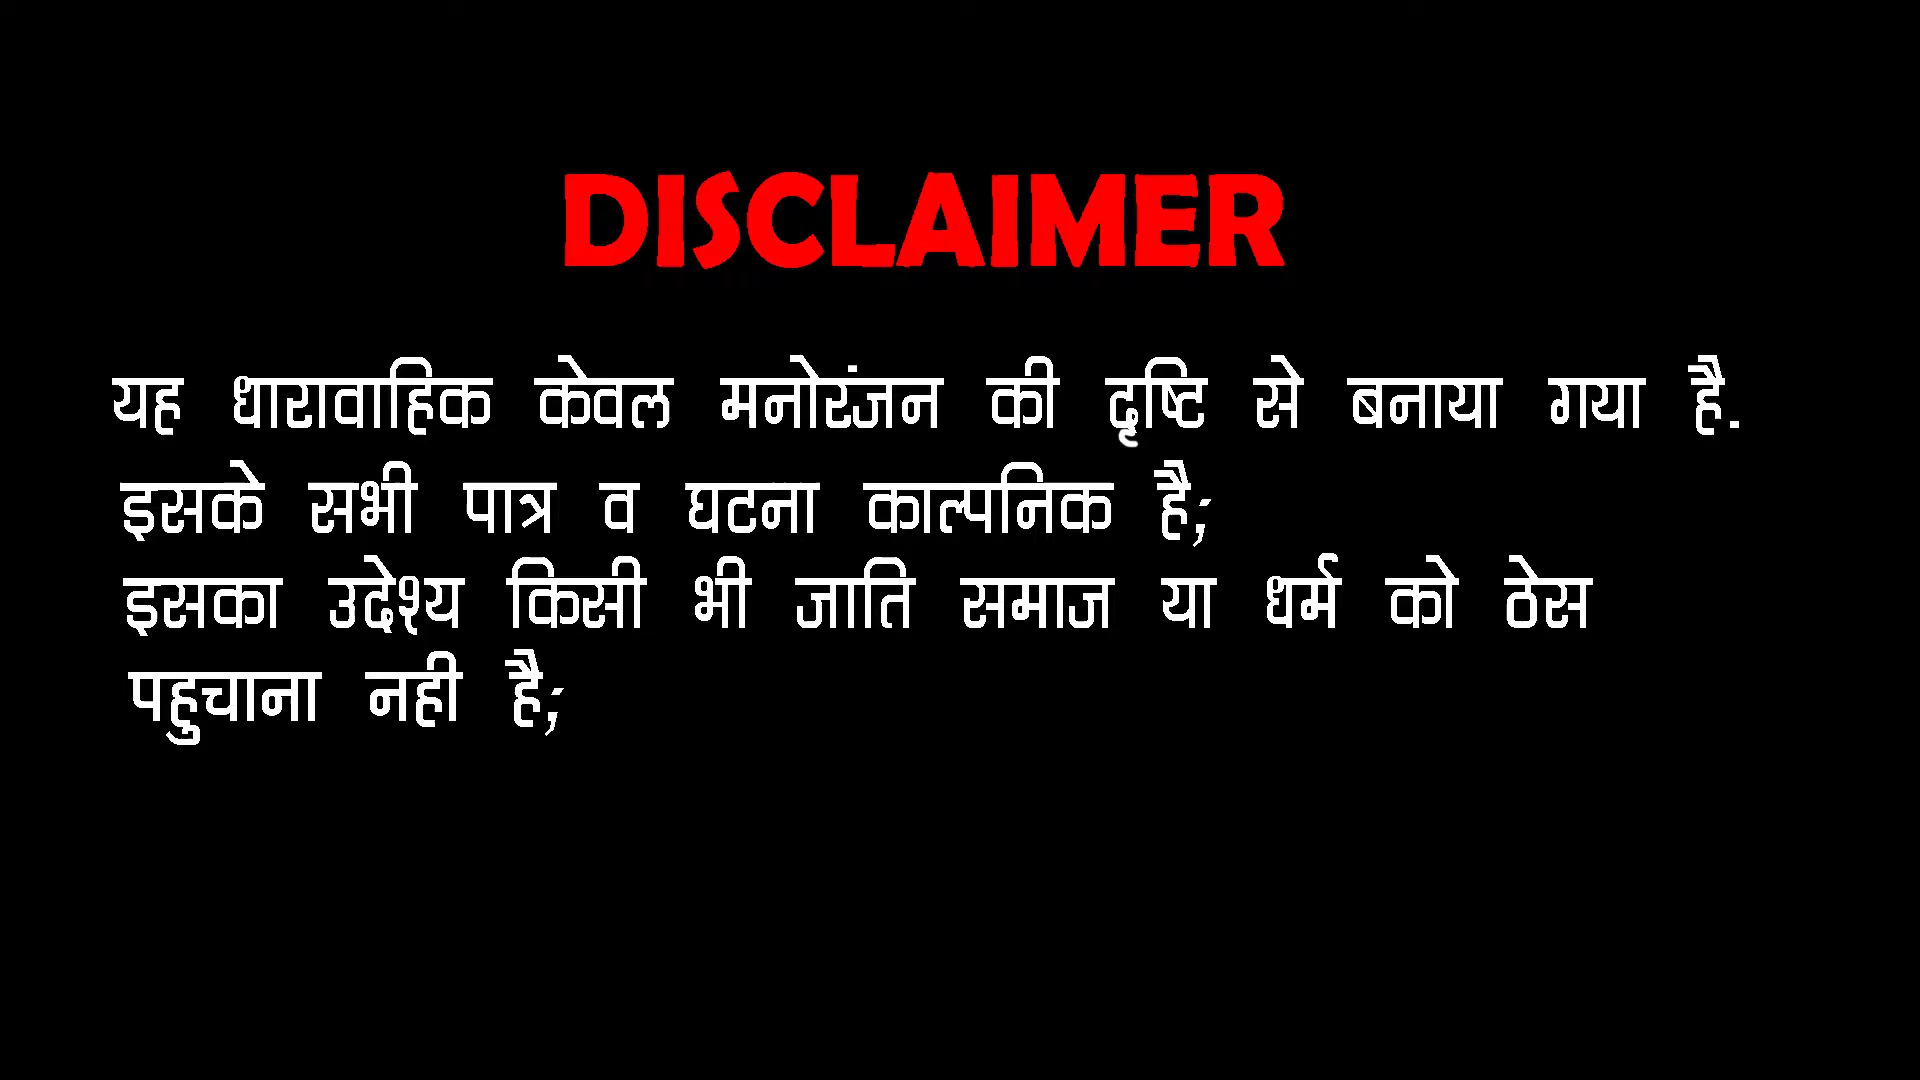 DISCLAIMER
यह धारावाहिक केवल मनोरंजन की दृष्टि से बनाया गया है.
इसके सभी पात्र व घटना काल्पनिक है;
इसका उदेश्य किसी भी जाति समाज या धर्म को ठेस
पहुचाना नही है;